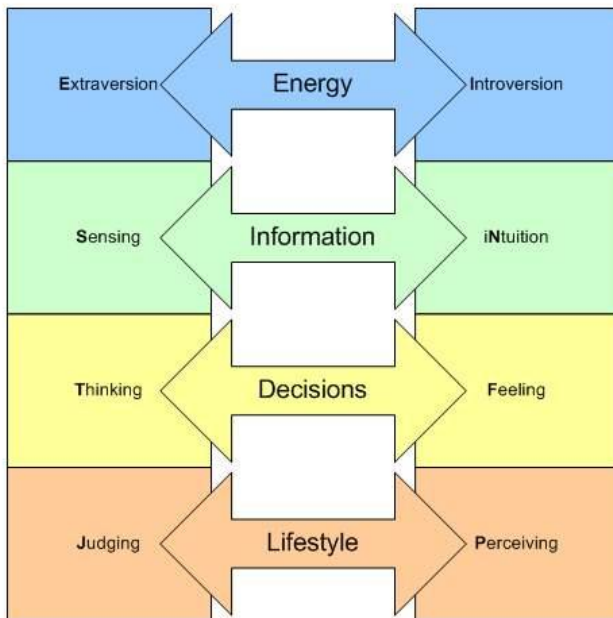 Extraversion Energy Introversion
Sensing Information iNtuition
Thinking Decisions Feeling
Judging Lifestyle Perceiving